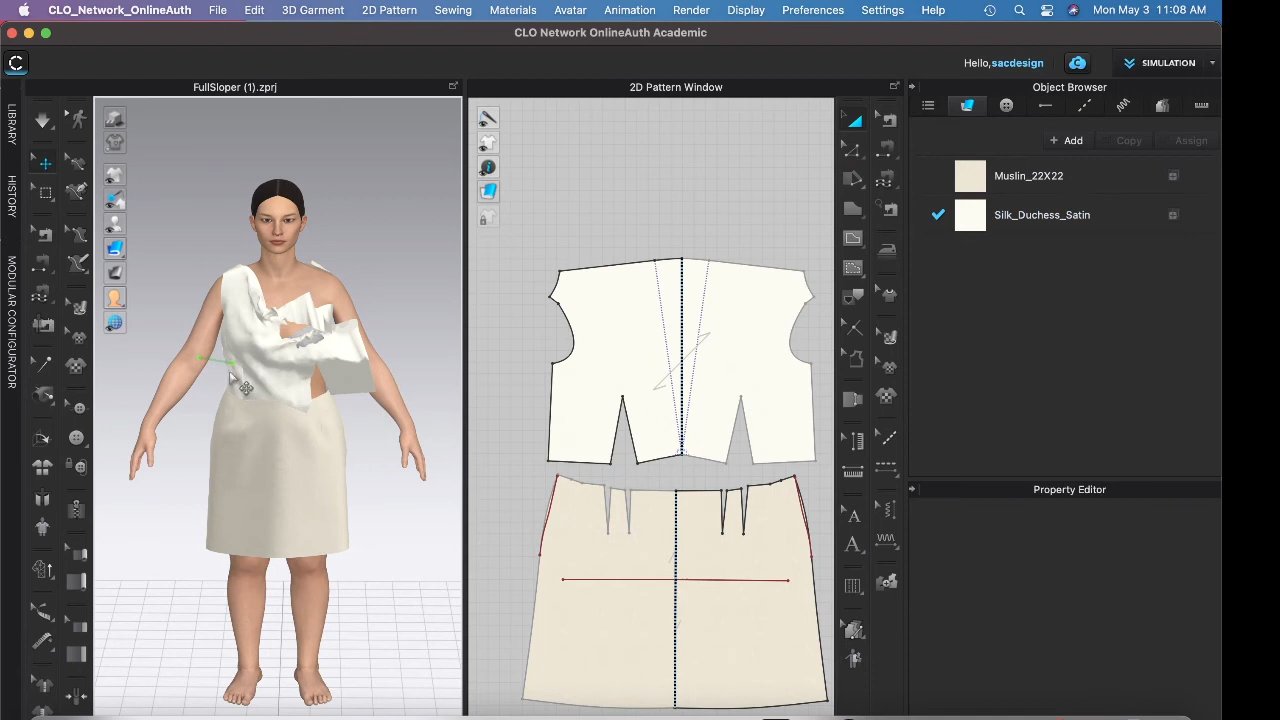 CLO_Network_OnlineAuth File Edit 3D Garment 2D Pattern Sewing Materials Avatar Animation Render Display Preferences Settings Help Mon May 3 11:08 AM
CLO Network OnlineAuth Academic
Hello, sacdesign SIMULATION
FullSloper (1).zprj 2D Pattern Window Object Browser
LIBRARY
HISTORY
MODULAR CONFIGURATOR
+ Add Copy Assign
Muslin_22X22
Silk_Duchess_Satin
Property Editor